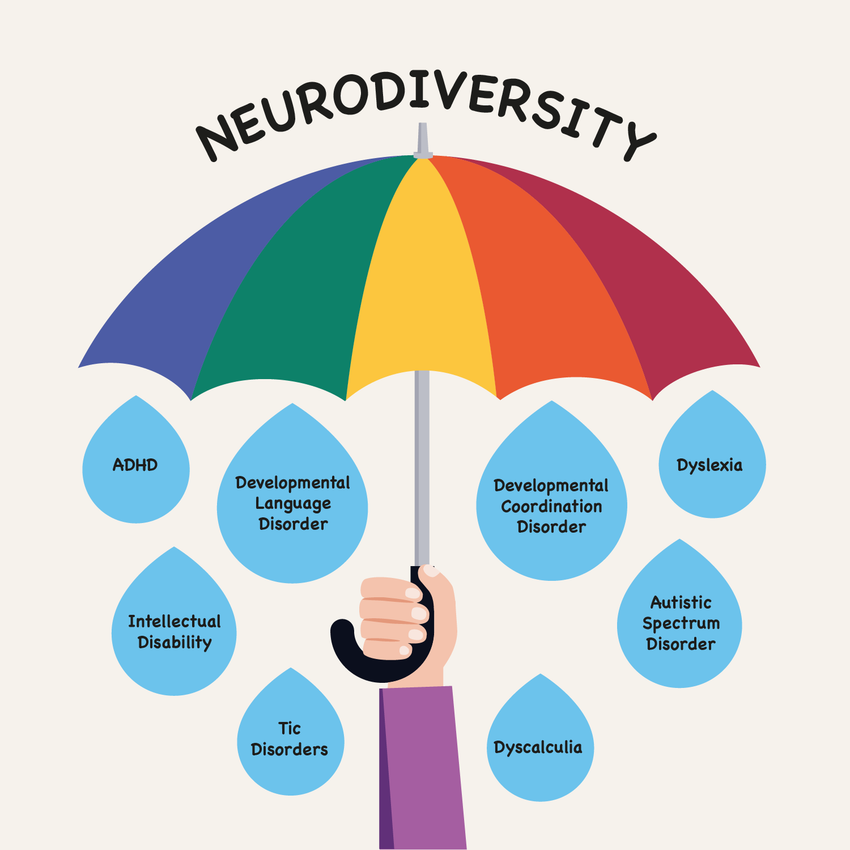 NEURODIVERSITY
ADHD
Developmental
Language
Disorder
Developmental
Coordination
Disorder
Dyslexia
Intellectual
Disability
Autistic
Spectrum
Disorder
Tic
Disorders
Dyscalculia